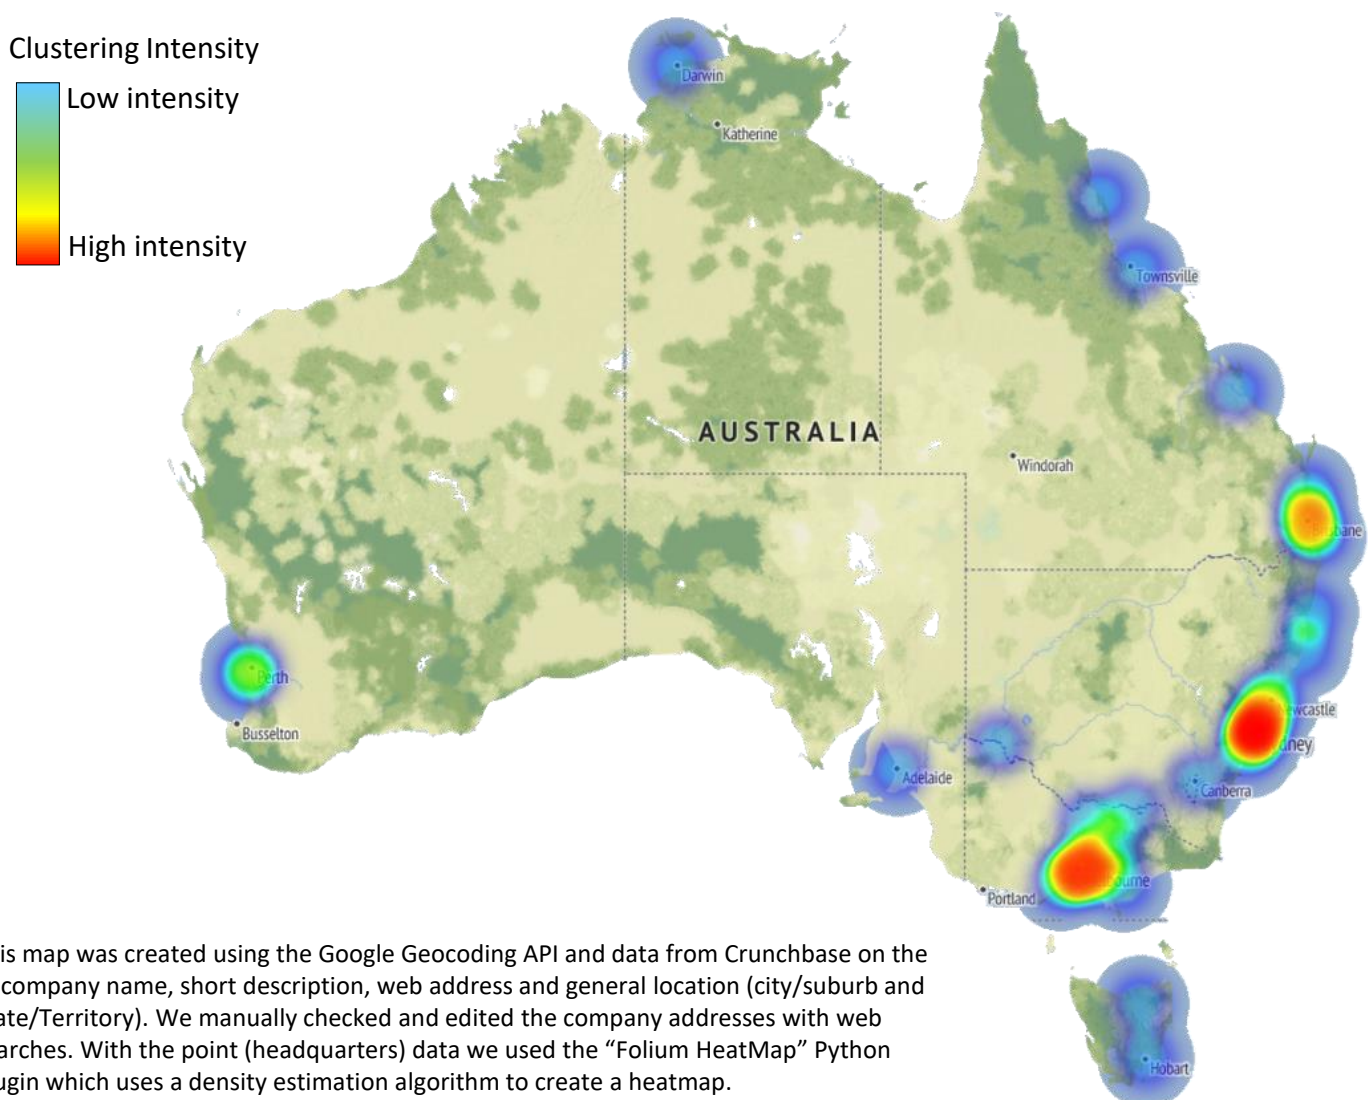 Clustering Intensity
Low intensity
High intensity
Darwin
Katherine
Townsville
AUSTRALIA
Windorah
Perth
Busselton
Adelaide
Canberra
Portland
Hobart
is map was created using the Google Geocoding API and data from Crunchbase on the
company name, short description, web address and general location (city/suburb and
ate/Territory). We manually checked and edited the company addresses with web
arches. With the point (headquarters) data we used the “Folium HeatMap” Python
ugin which uses a density estimation algorithm to create a heatmap.